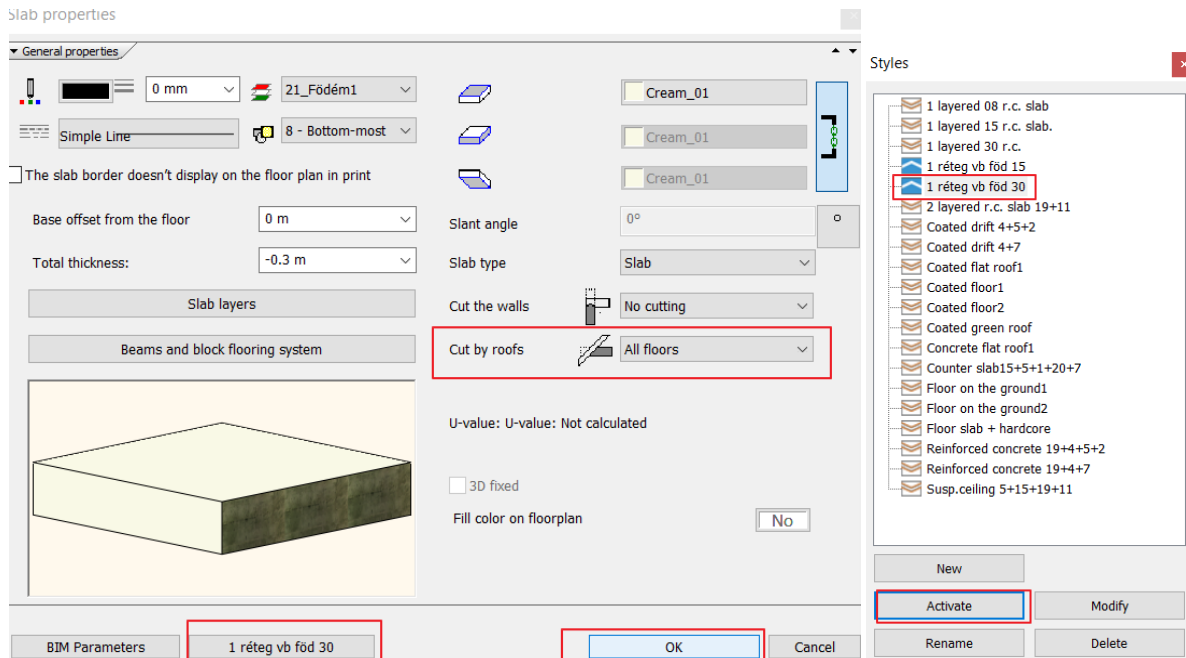 Slab properties
General properties
0 mm
21_Födém1
Cream_01
Simple Line
8 - Bottom-most
Cream_01
The slab border doesn't display on the floor plan in print
Cream_01
Base offset from the floor
0 m
Slant angle
0°
°
Total thickness:
-0.3 m
Slab type
Slab
Slab layers
Cut the walls
No cutting
Beams and block flooring system
Cut by roofs
All floors
U-value: U-value: Not calculated
3D fixed
Fill color on floorplan
No
BIM Parameters
1 réteg vb föd 30
OK
Cancel
Styles
1 layered 08 r.c. slab
1 layered 15 r.c. slab.
1 layered 30 r.c.
1 réteg vb föd 15
1 réteg vb föd 30
2 layered r.c. slab 19+11
Coated drift 4+5+2
Coated drift 4+7
Coated flat roof1
Coated floor1
Coated floor2
Coated green roof
Concrete flat roof1
Counter slab15+5+1+20+7
Floor on the ground1
Floor on the ground2
Floor slab + hardcore
Reinforced concrete 19+4+5+2
Reinforced concrete 19+4+7
Susp.ceiling 5+15+19+11
New
Activate
Modify
Rename
Delete